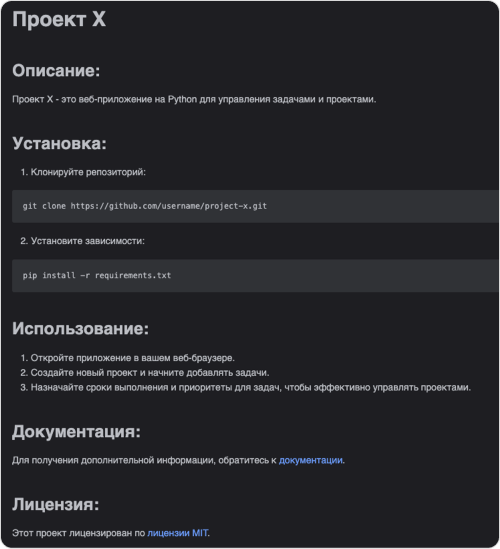 Проект X
Описание:
Проект X - это веб-приложение на Python для управления задачами и проектами.
Установка:
1. Клонируйте репозиторий:
git clone https://github.com/username/project-x.git
2. Установите зависимости:
pip install -r requirements.txt
Использование:
1. Откройте приложение в вашем веб-браузере.
2. Создайте новый проект и начните добавлять задачи.
3. Назначайте сроки выполнения и приоритеты для задач, чтобы эффективно управлять проектами.
Документация:
Для получения дополнительной информации, обратитесь к документации.
Лицензия:
Этот проект лицензирован по лицензии MIT.